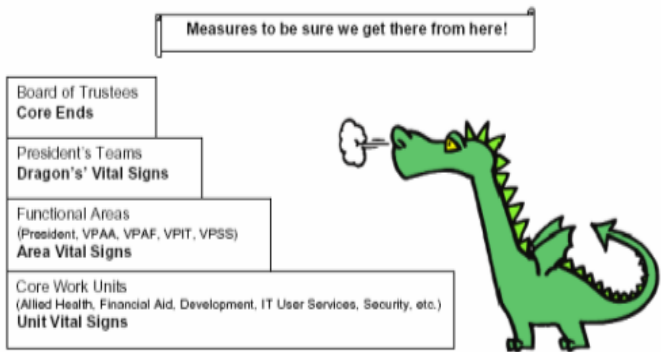 Measures to be sure we get there from here!
Board of Trustees
Core Ends
President's Teams
Dragon's' Vital Signs
Functional Areas
(President, VPAA, VPAF, VPIT, VPSS)
Area Vital Signs
Core Work Units
(Allied Health, Financial Aid, Development, IT User Services, Security, etc.)
Unit Vital Signs